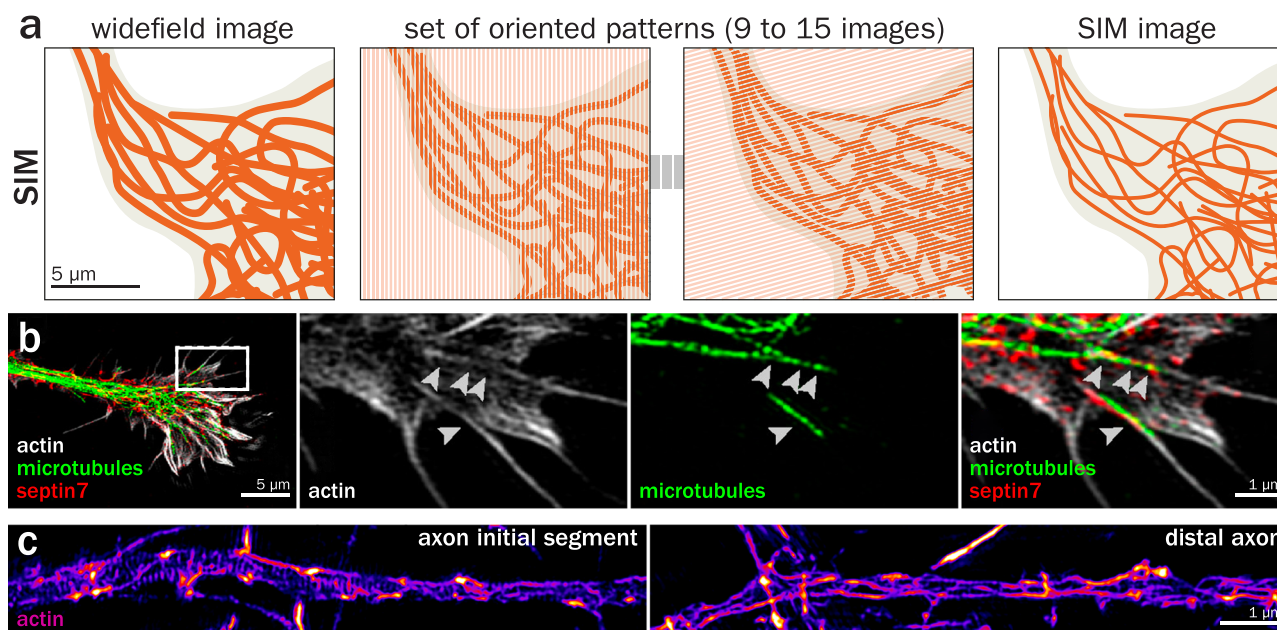 a
widefield image
set of oriented patterns (9 to 15 images)
SIM image
SIM
5 µm
b
actin
microtubules
septin7
5 µm
actin
microtubules
actin
microtubules
septin7
1 µm
c
axon initial segment
distal axon
actin
1 µm